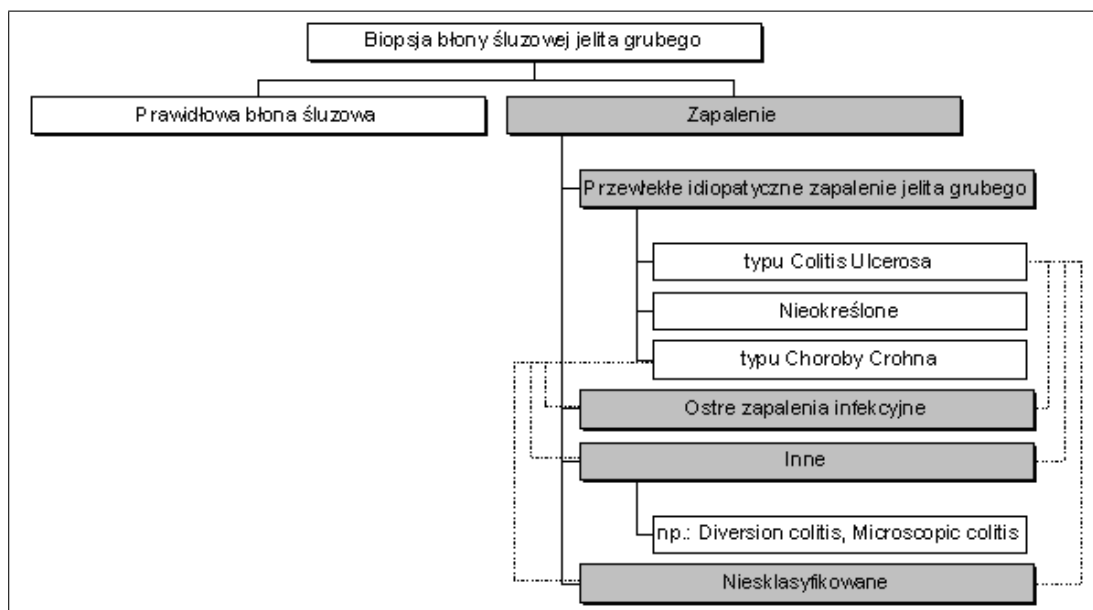 Biopsja błony śluzowej jelita grubego
Prawidłowa błona śluzowa
Zapalenie
Przewlekłe idiopatyczne zapalenie jelita grubego
typu Colitis Ulcerosa
Nieokreślone
typu Choroby Crohna
Ostre zapalenia infekcyjne
Inne
np.: Diversion colitis, Microscopic colitis
Niesklasyfikowane